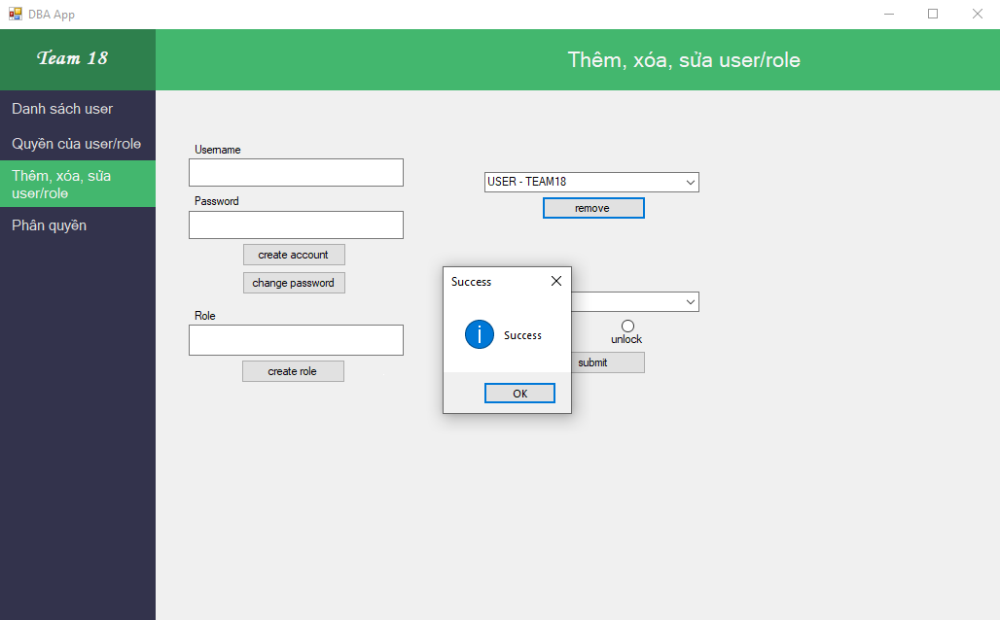 DBA App
Team 18
Thêm, xóa, sửa user/role
Danh sách user
Quyền của user/role
Thêm, xóa, sửa
user/role
Phân quyền
Username
Password
create account
change password
Role
create role
USER - TEAM18
remove
unlock
submit
Success
Success
OK